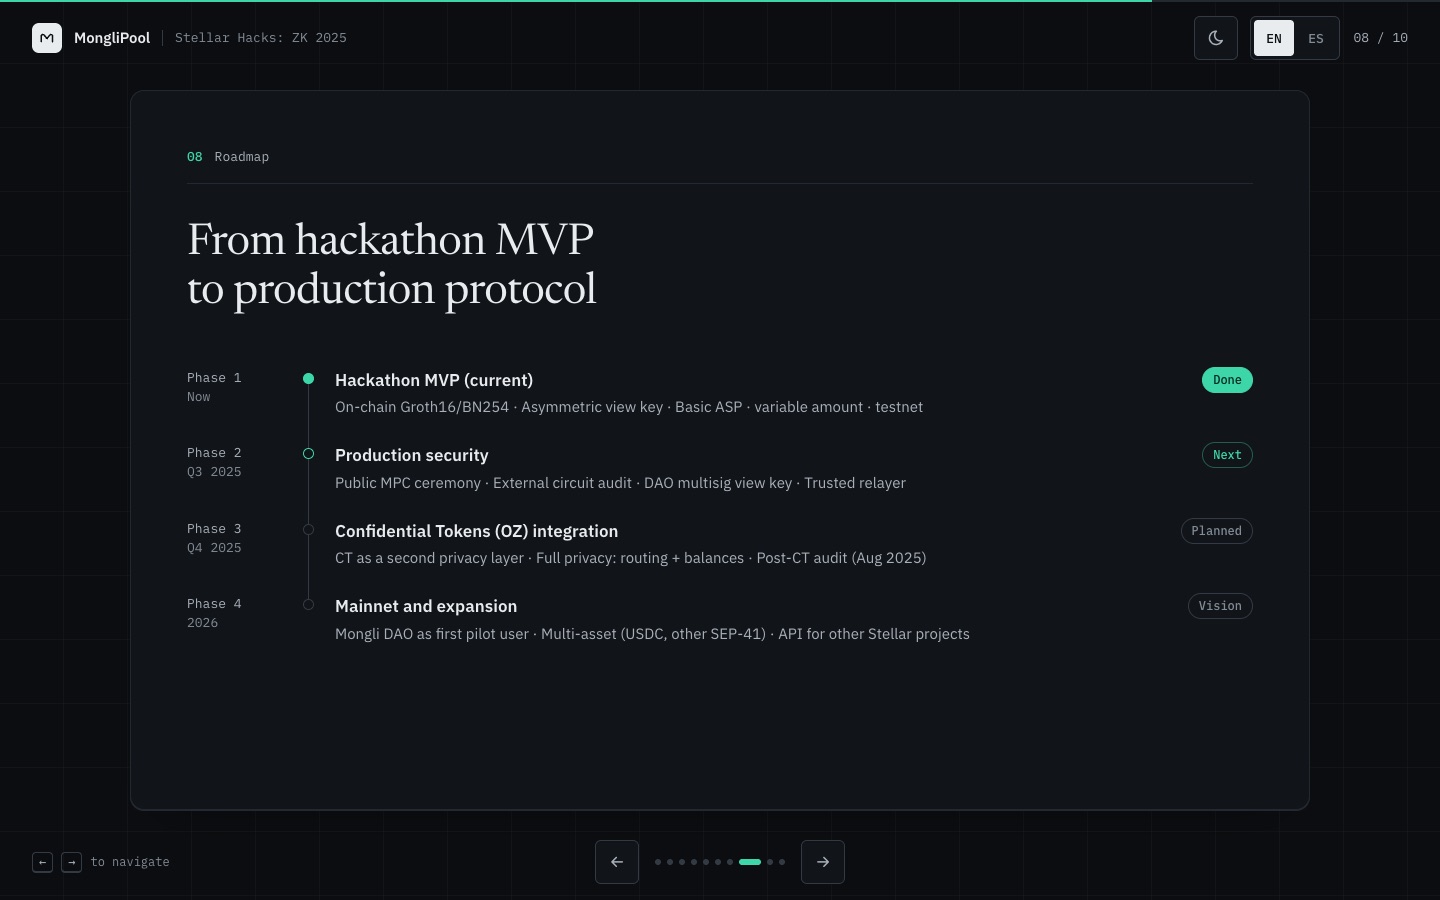 MongliPool
Stellar Hacks: ZK 2025
EN
ES
08 / 10
08 Roadmap
From hackathon MVP
to production protocol
Phase 1
Now
Hackathon MVP (current)
Done
On-chain Groth16/BN254 · Asymmetric view key · Basic ASP · variable amount · testnet
Phase 2
Q3 2025
Production security
Next
Public MPC ceremony · External circuit audit · DAO multisig view key · Trusted relayer
Phase 3
Q4 2025
Confidential Tokens (OZ) integration
Planned
CT as a second privacy layer · Full privacy: routing + balances · Post-CT audit (Aug 2025)
Phase 4
2026
Mainnet and expansion
Vision
Mongli DAO as first pilot user · Multi-asset (USDC, other SEP-41) · API for other Stellar projects
← → to navigate
← →